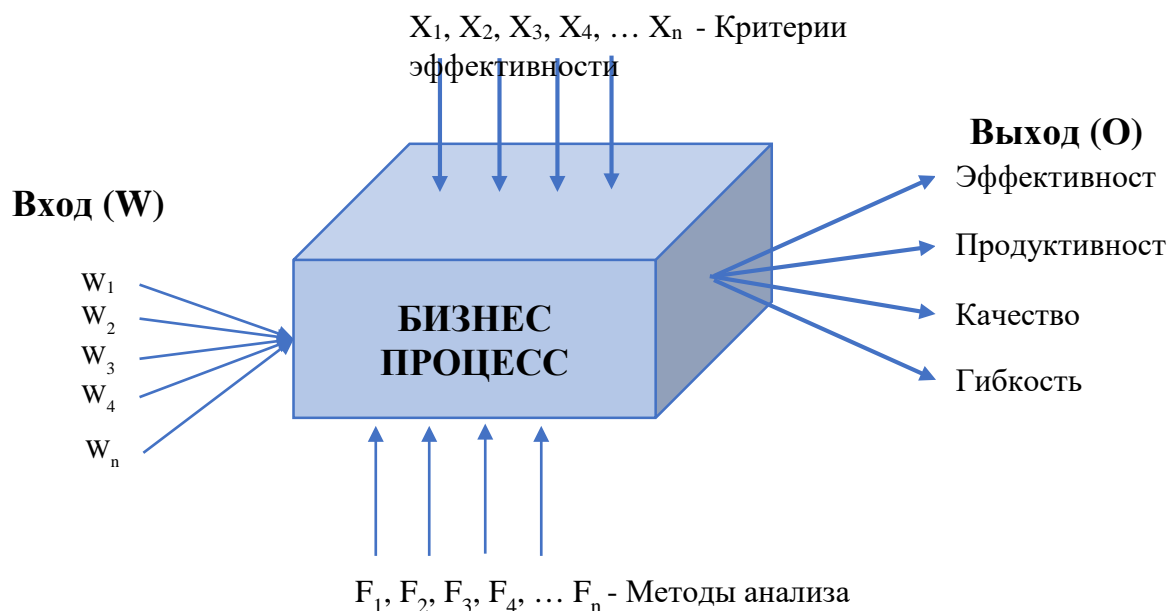 X₁, X₂, X₃, X₄, … Xₙ - Критерии
эффективности
Выход (O)
Эффективност
Вход (W)
Продуктивност
W₁
W₂
W₃
W₄
Wₙ
БИЗНЕС
ПРОЦЕСС
Качество
Гибкость
F₁, F₂, F₃, F₄, … Fₙ - Методы анализа